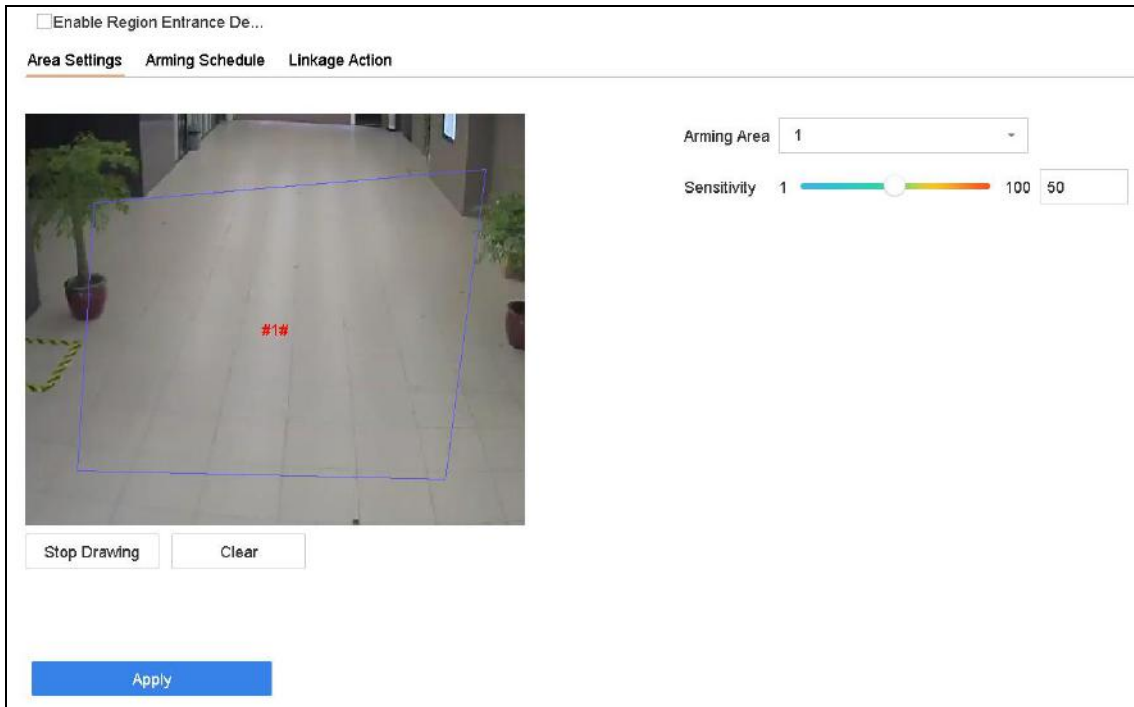 Enable Region Entrance De...
Area Settings Arming Schedule Linkage Action
Arming Area 1
Sensitivity 1 100 50
#1#
Stop Drawing Clear
Apply